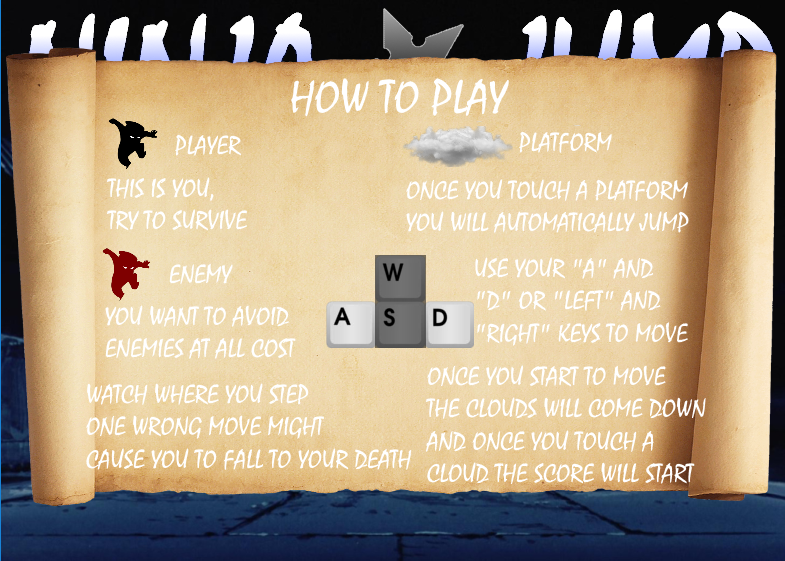 NINJA JUMP
HOW TO PLAY
PLAYER
THIS IS YOU,
TRY TO SURVIVE
ENEMY
YOU WANT TO AVOID
ENEMIES AT ALL COST
WATCH WHERE YOU STEP
ONE WRONG MOVE MIGHT
CAUSE YOU TO FALL TO YOUR DEATH
PLATFORM
ONCE YOU TOUCH A PLATFORM
YOU WILL AUTOMATICALLY JUMP
W
A S D
USE YOUR "A" AND
"D" OR "LEFT" AND
"RIGHT" KEYS TO MOVE
ONCE YOU START TO MOVE
THE CLOUDS WILL COME DOWN
AND ONCE YOU TOUCH A
CLOUD THE SCORE WILL START